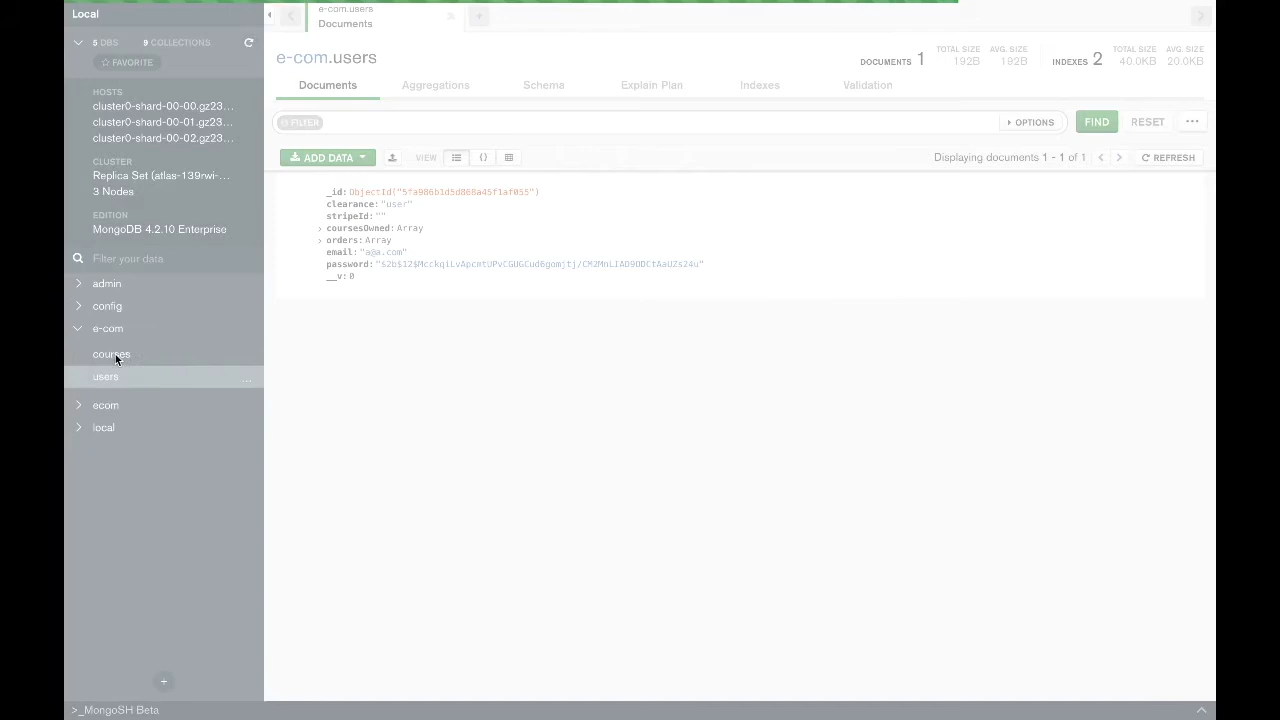 Local
5 DBS 9 COLLECTIONS
☆ FAVORITE
HOSTS
cluster0-shard-00-00.gz23...
cluster0-shard-00-01.gz23...
cluster0-shard-00-02.gz23...
CLUSTER
Replica Set (atlas-139rwi-...
3 Nodes
EDITION
MongoDB 4.2.10 Enterprise
Filter your data
admin
config
e-com
courses
users ...
ecom
local
>_MongoSH Beta
e-com.users
Documents
e-com.users
DOCUMENTS 1 TOTAL SIZE 192B AVG. SIZE 192B INDEXES 2 TOTAL SIZE 40.0KB AVG. SIZE 20.0KB
Documents Aggregations Schema Explain Plan Indexes Validation
FILTER OPTIONS FIND RESET ...
ADD DATA VIEW {} Displaying documents 1 - 1 of 1 < > REFRESH
_id: 
clearance: "user"
stripeId: ""
coursesOwned: Array
orders: Array
email: "a@a.com"
password:
__v: 0